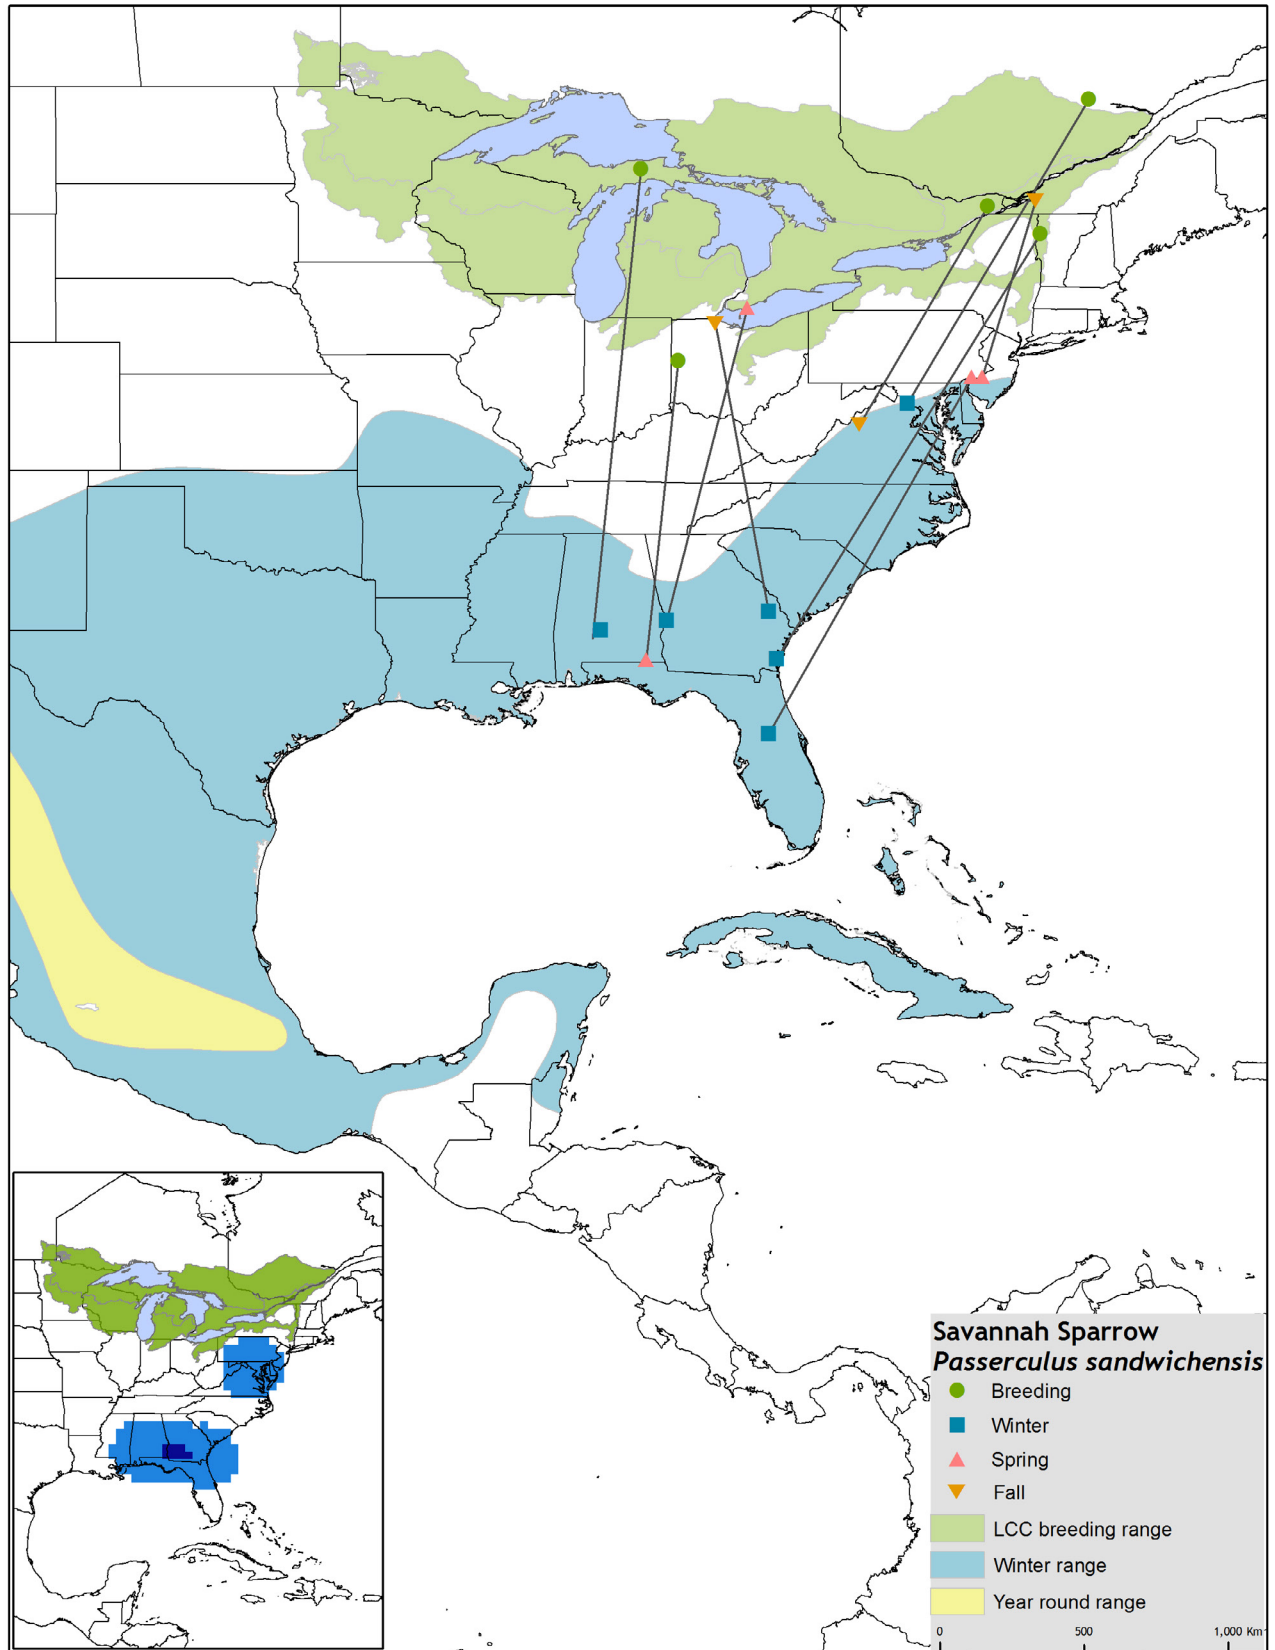 Savannah Sparrow
Passerculus sandwichensis
Breeding
Winter
Spring
Fall
LCC breeding range
Winter range
Year round range
0 500 1,000 Km